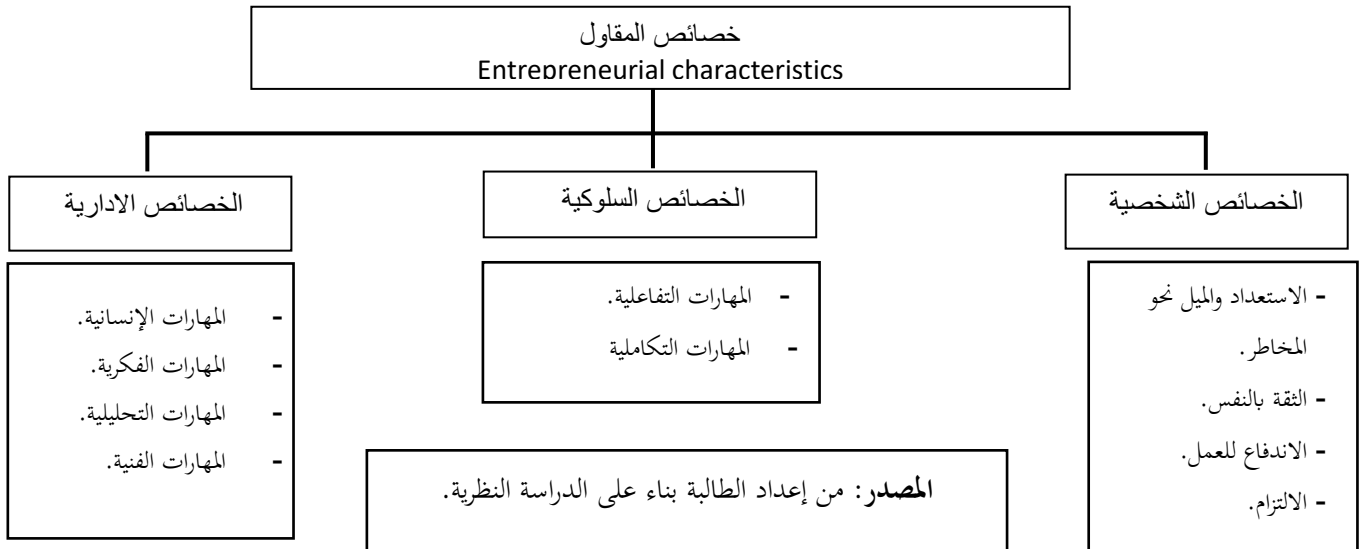 خصائص المقاول
Entrepreneurial characteristics
الخصائص الشخصية
- الاستعداد والميل نحو
المخاطر.
- الثقة بالنفس.
- الاندفاع للعمل.
- الالتزام.
الخصائص السلوكية
- المهارات التفاعلية.
- المهارات التكاملية
الخصائص الادارية
- المهارات الإنسانية.
- المهارات الفكرية.
- المهارات التحليلية.
- المهارات الفنية.
المصدر: من إعداد الطالبة بناء على الدراسة النظرية.